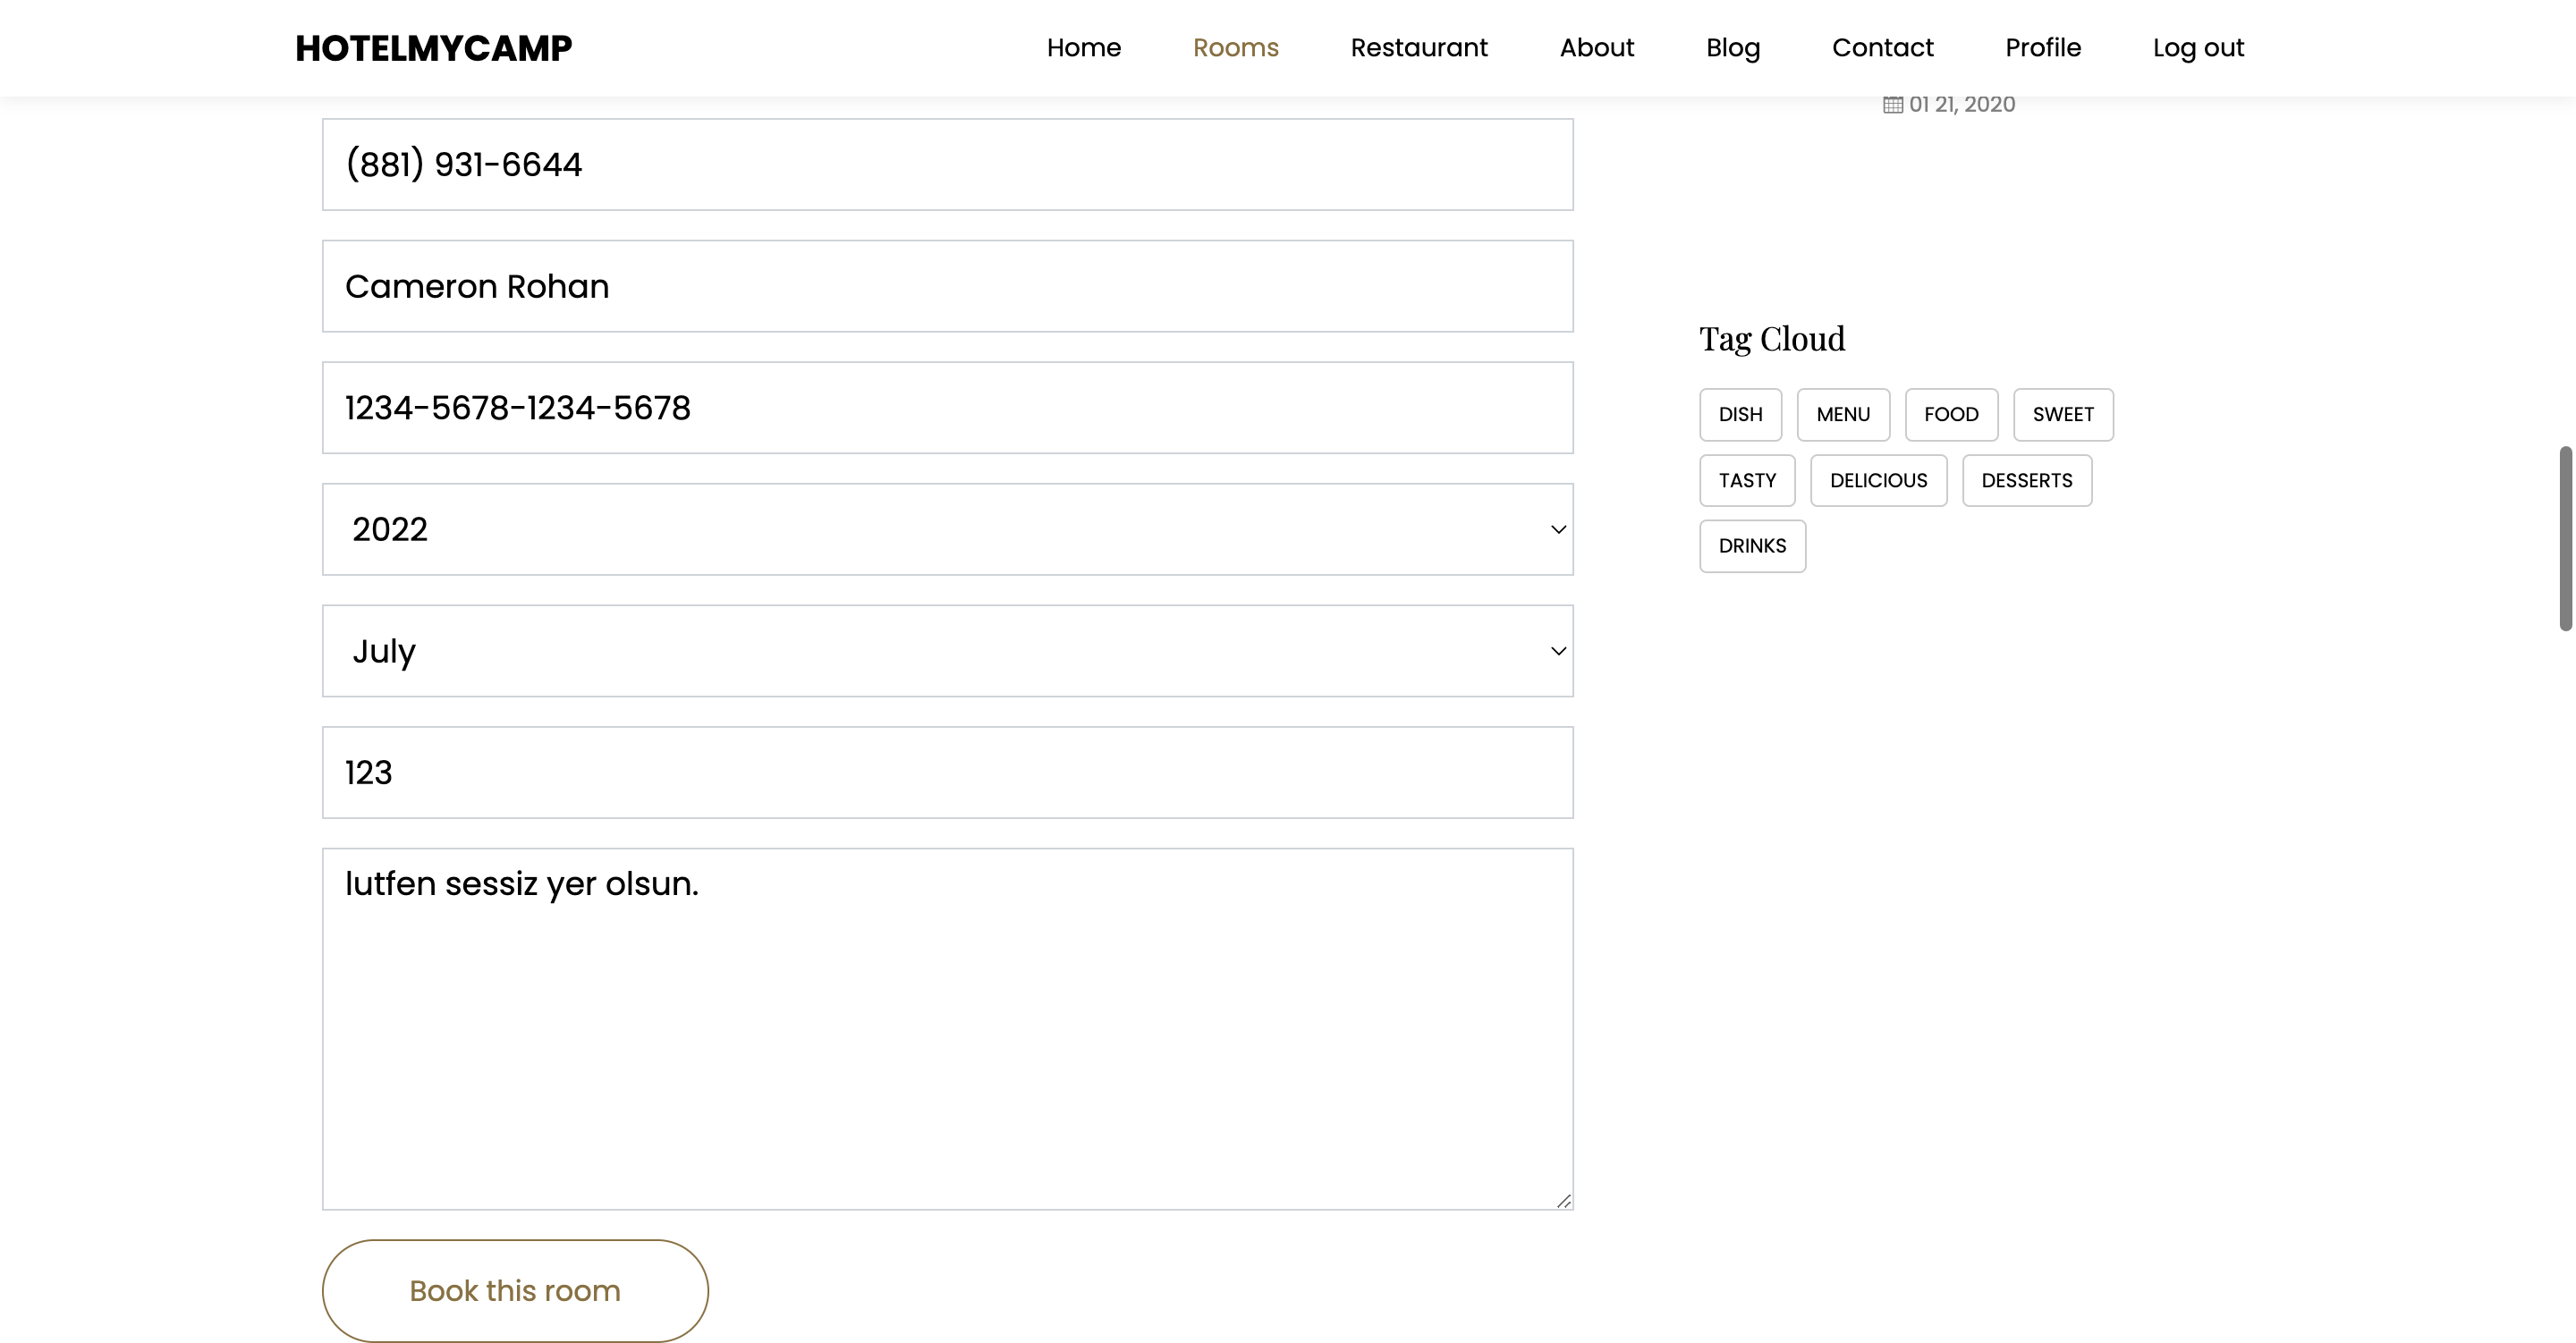 HOTELMYCAMP
Home Rooms Restaurant About Blog Contact Profile Log out
01 21, 2020
(881) 931-6644
Cameron Rohan
1234-5678-1234-5678
2022
July
123
lutfen sessiz yer olsun.
Book this room
Tag Cloud
DISH MENU FOOD SWEET
TASTY DELICIOUS DESSERTS
DRINKS